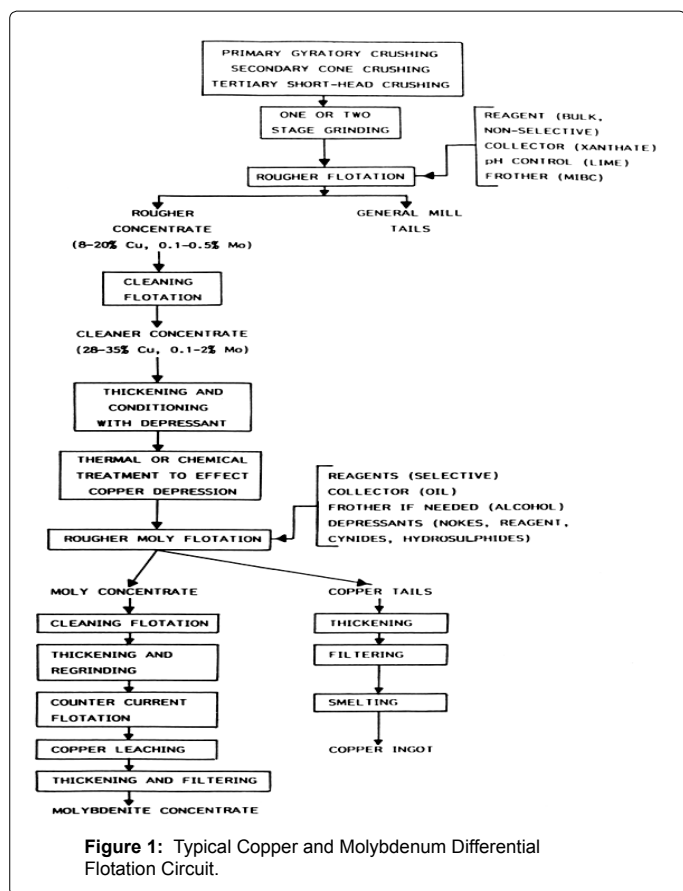 PRIMARY GYRATORY CRUSHING
SECONDARY CONE CRUSHING
TERTIARY SHORT-HEAD CRUSHING
ONE OR TWO
STAGE GRINDING
REAGENT (BULK,
NON-SELECTIVE)
COLLECTOR (XANTHATE)
pH CONTROL (LIME)
FROTHER (MIBC)
ROUGHER FLOTATION
ROUGHER
CONCENTRATE
(8-20% Cu, 0.1-0.5% Mo)
GENERAL MILL
TAILS
CLEANING
FLOTATION
CLEANER CONCENTRATE
(28-35% Cu, 0.1-2% Mo)
THICKENING AND
CONDITIONING
WITH DEPRESSANT
THERMAL OR CHEMICAL
TREATMENT TO EFFECT
COPPER DEPRESSION
REAGENTS (SELECTIVE)
COLLECTOR (OIL)
FROTHER IF NEEDED (ALCOHOL)
DEPRESSANTS (NOKES, REAGENT,
CYNIDES, HYDROSULPHIDES)
ROUGHER MOLY FLOTATION
MOLY CONCENTRATE
CLEANING FLOTATION
THICKENING AND
REGRINDING
COUNTER CURRENT
FLOTATION
COPPER LEACHING
THICKENING AND FILTERING
MOLYBDENITE CONCENTRATE
COPPER TAILS
THICKENING
FILTERING
SMELTING
COPPER INGOT
Figure 1: Typical Copper and Molybdenum Differential
Flotation Circuit.